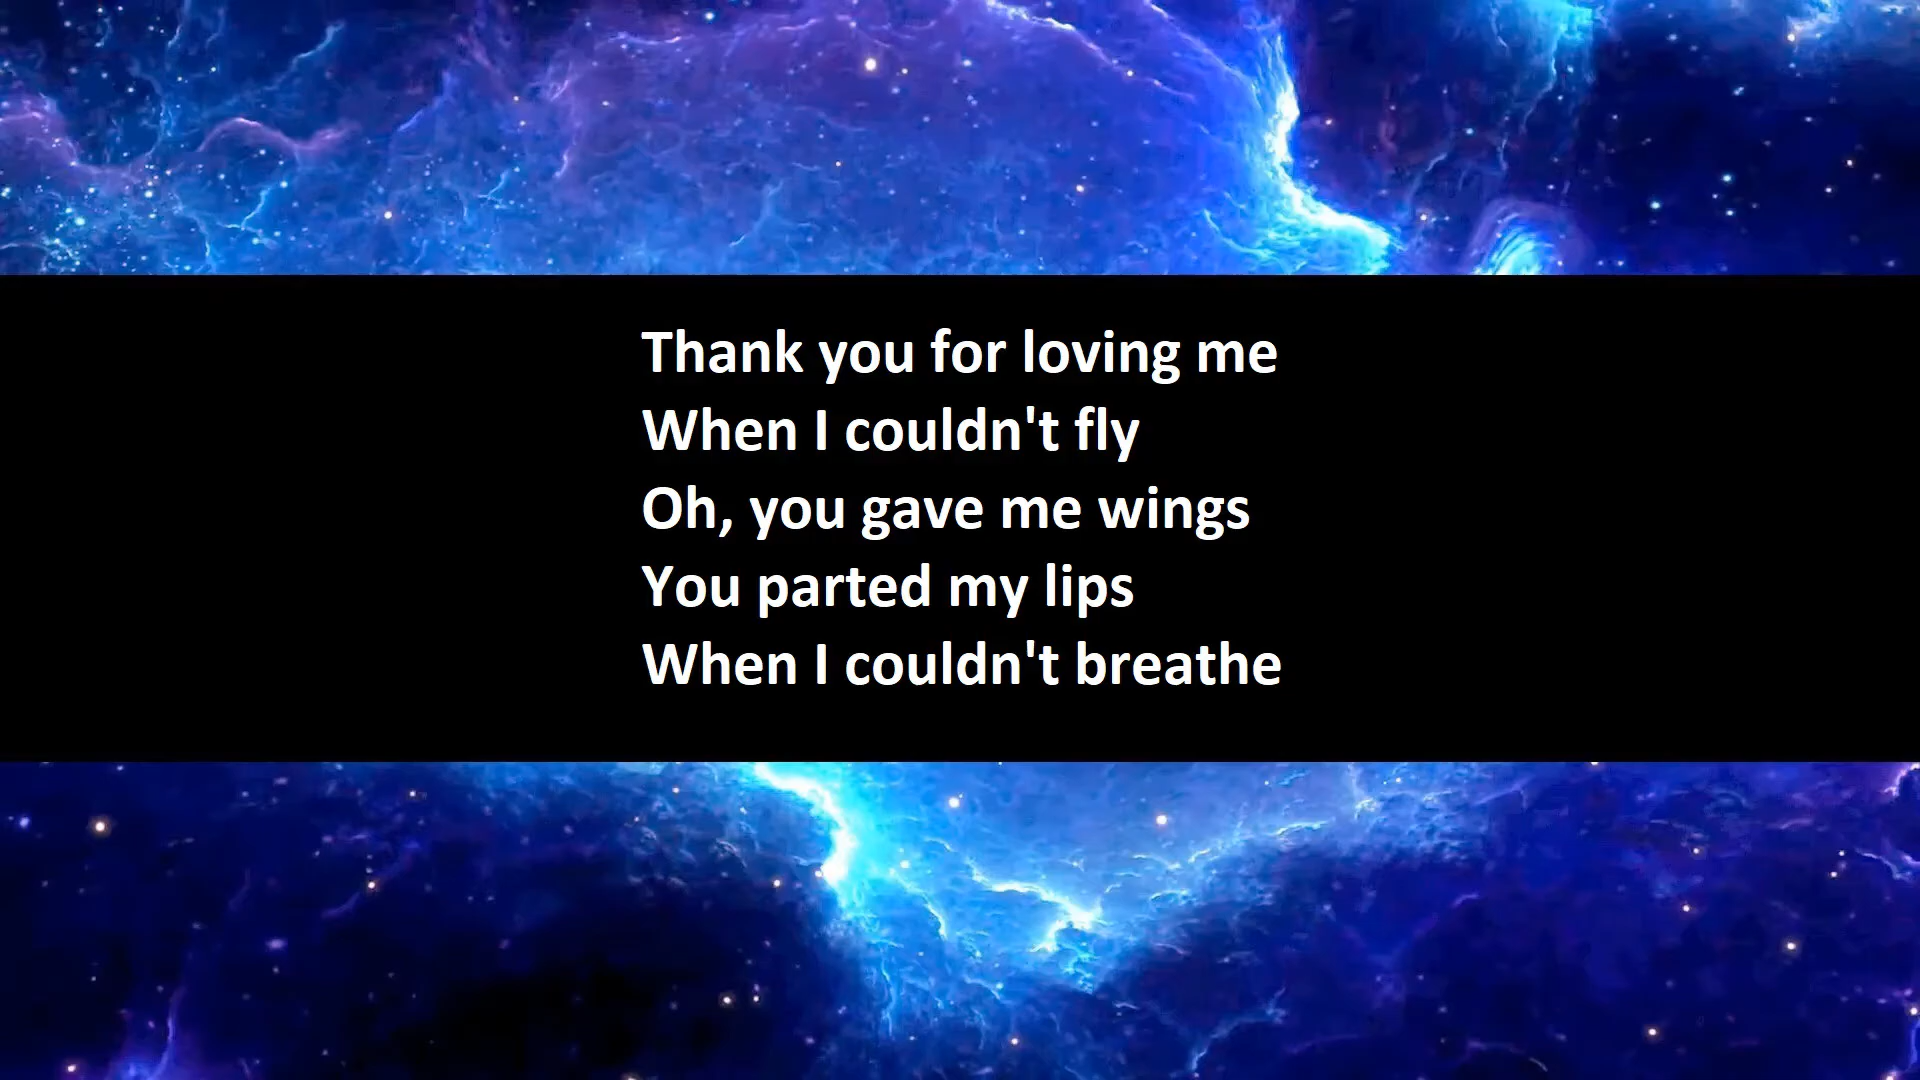 Thank you for loving me
When I couldn't fly
Oh, you gave me wings
You parted my lips
When I couldn't breathe